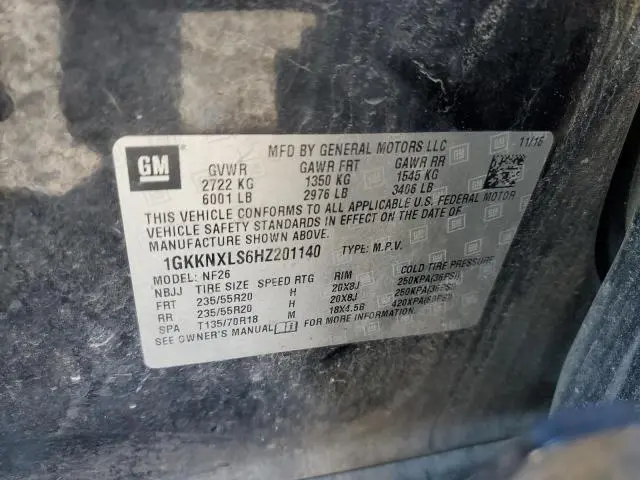 GM
MFD BY GENERAL MOTORS LLC 11/16
GVWR GAWR FRT GAWR RR
2722 KG 1350 KG 1545 KG
6001 LB 2976 LB 3406 LB
THIS VEHICLE CONFORMS TO ALL APPLICABLE U.S. FEDERAL MOTOR
VEHICLE SAFETY STANDARDS IN EFFECT ON THE DATE OF
MANUFACTURE SHOWN ABOVE.
1GKKNXLS6HZ201140 TYPE: M.P.V.
MODEL: NF26
NBJJ TIRE SIZE SPEED RTG RIM COLD TIRE PRESSURE
FRT 235/55R20 H 20X8J 250KPA(36PSI)
RR 235/55R20 H 20X8J 250KPA(36PSI)
SPA T135/70R18 M 18X4.5B 420KPA(60PSI)
SEE OWNER'S MANUAL FOR MORE INFORMATION.